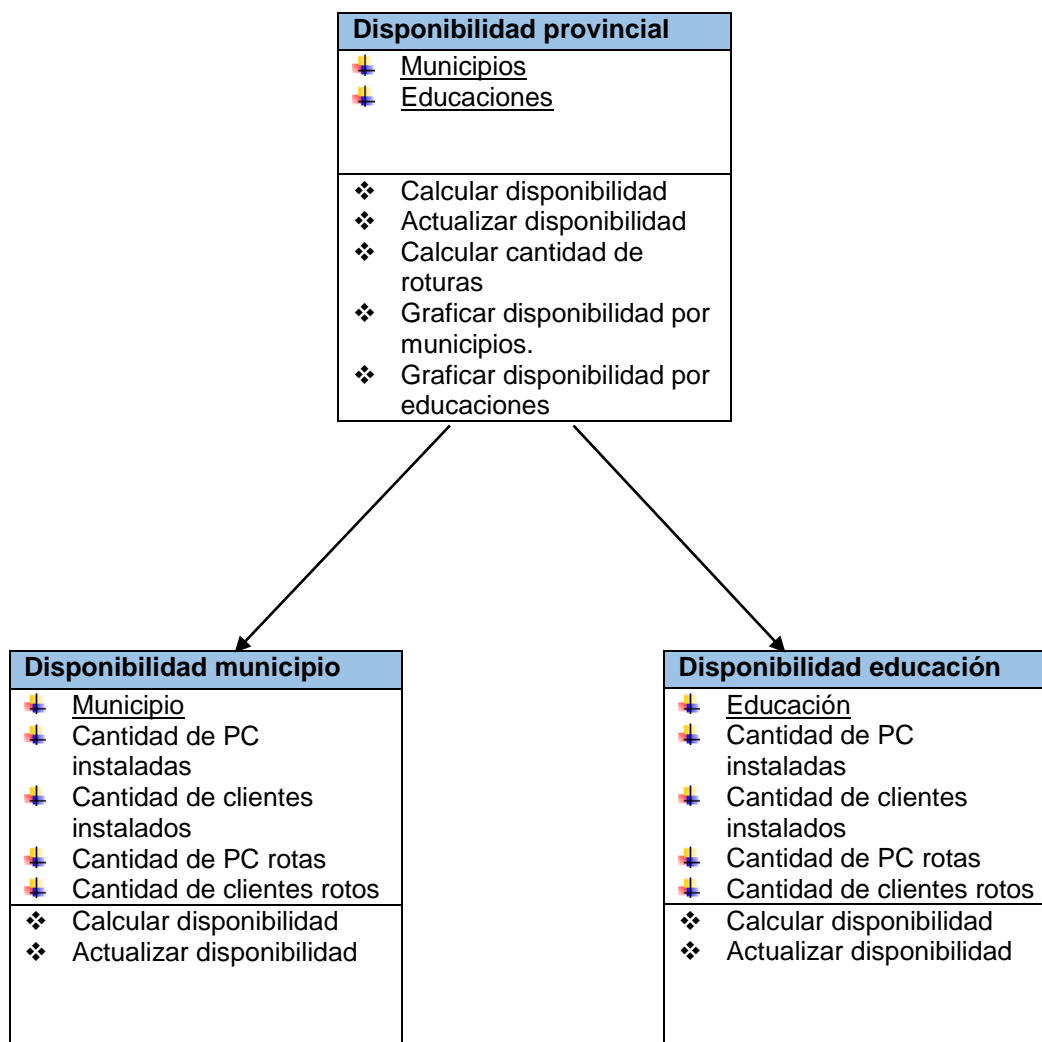 Disponibilidad provincial
Municipios
Educaciones
❖ Calcular disponibilidad
❖ Actualizar disponibilidad
❖ Calcular cantidad de
roturas
❖ Graficar disponibilidad por
municipios.
❖ Graficar disponibilidad por
educaciones
Disponibilidad municipio
Municipio
Cantidad de PC
instaladas
Cantidad de clientes
instalados
Cantidad de PC rotas
Cantidad de clientes rotos
❖ Calcular disponibilidad
❖ Actualizar disponibilidad
Disponibilidad educación
Educación
Cantidad de PC
instaladas
Cantidad de clientes
instalados
Cantidad de PC rotas
Cantidad de clientes rotos
❖ Calcular disponibilidad
❖ Actualizar disponibilidad